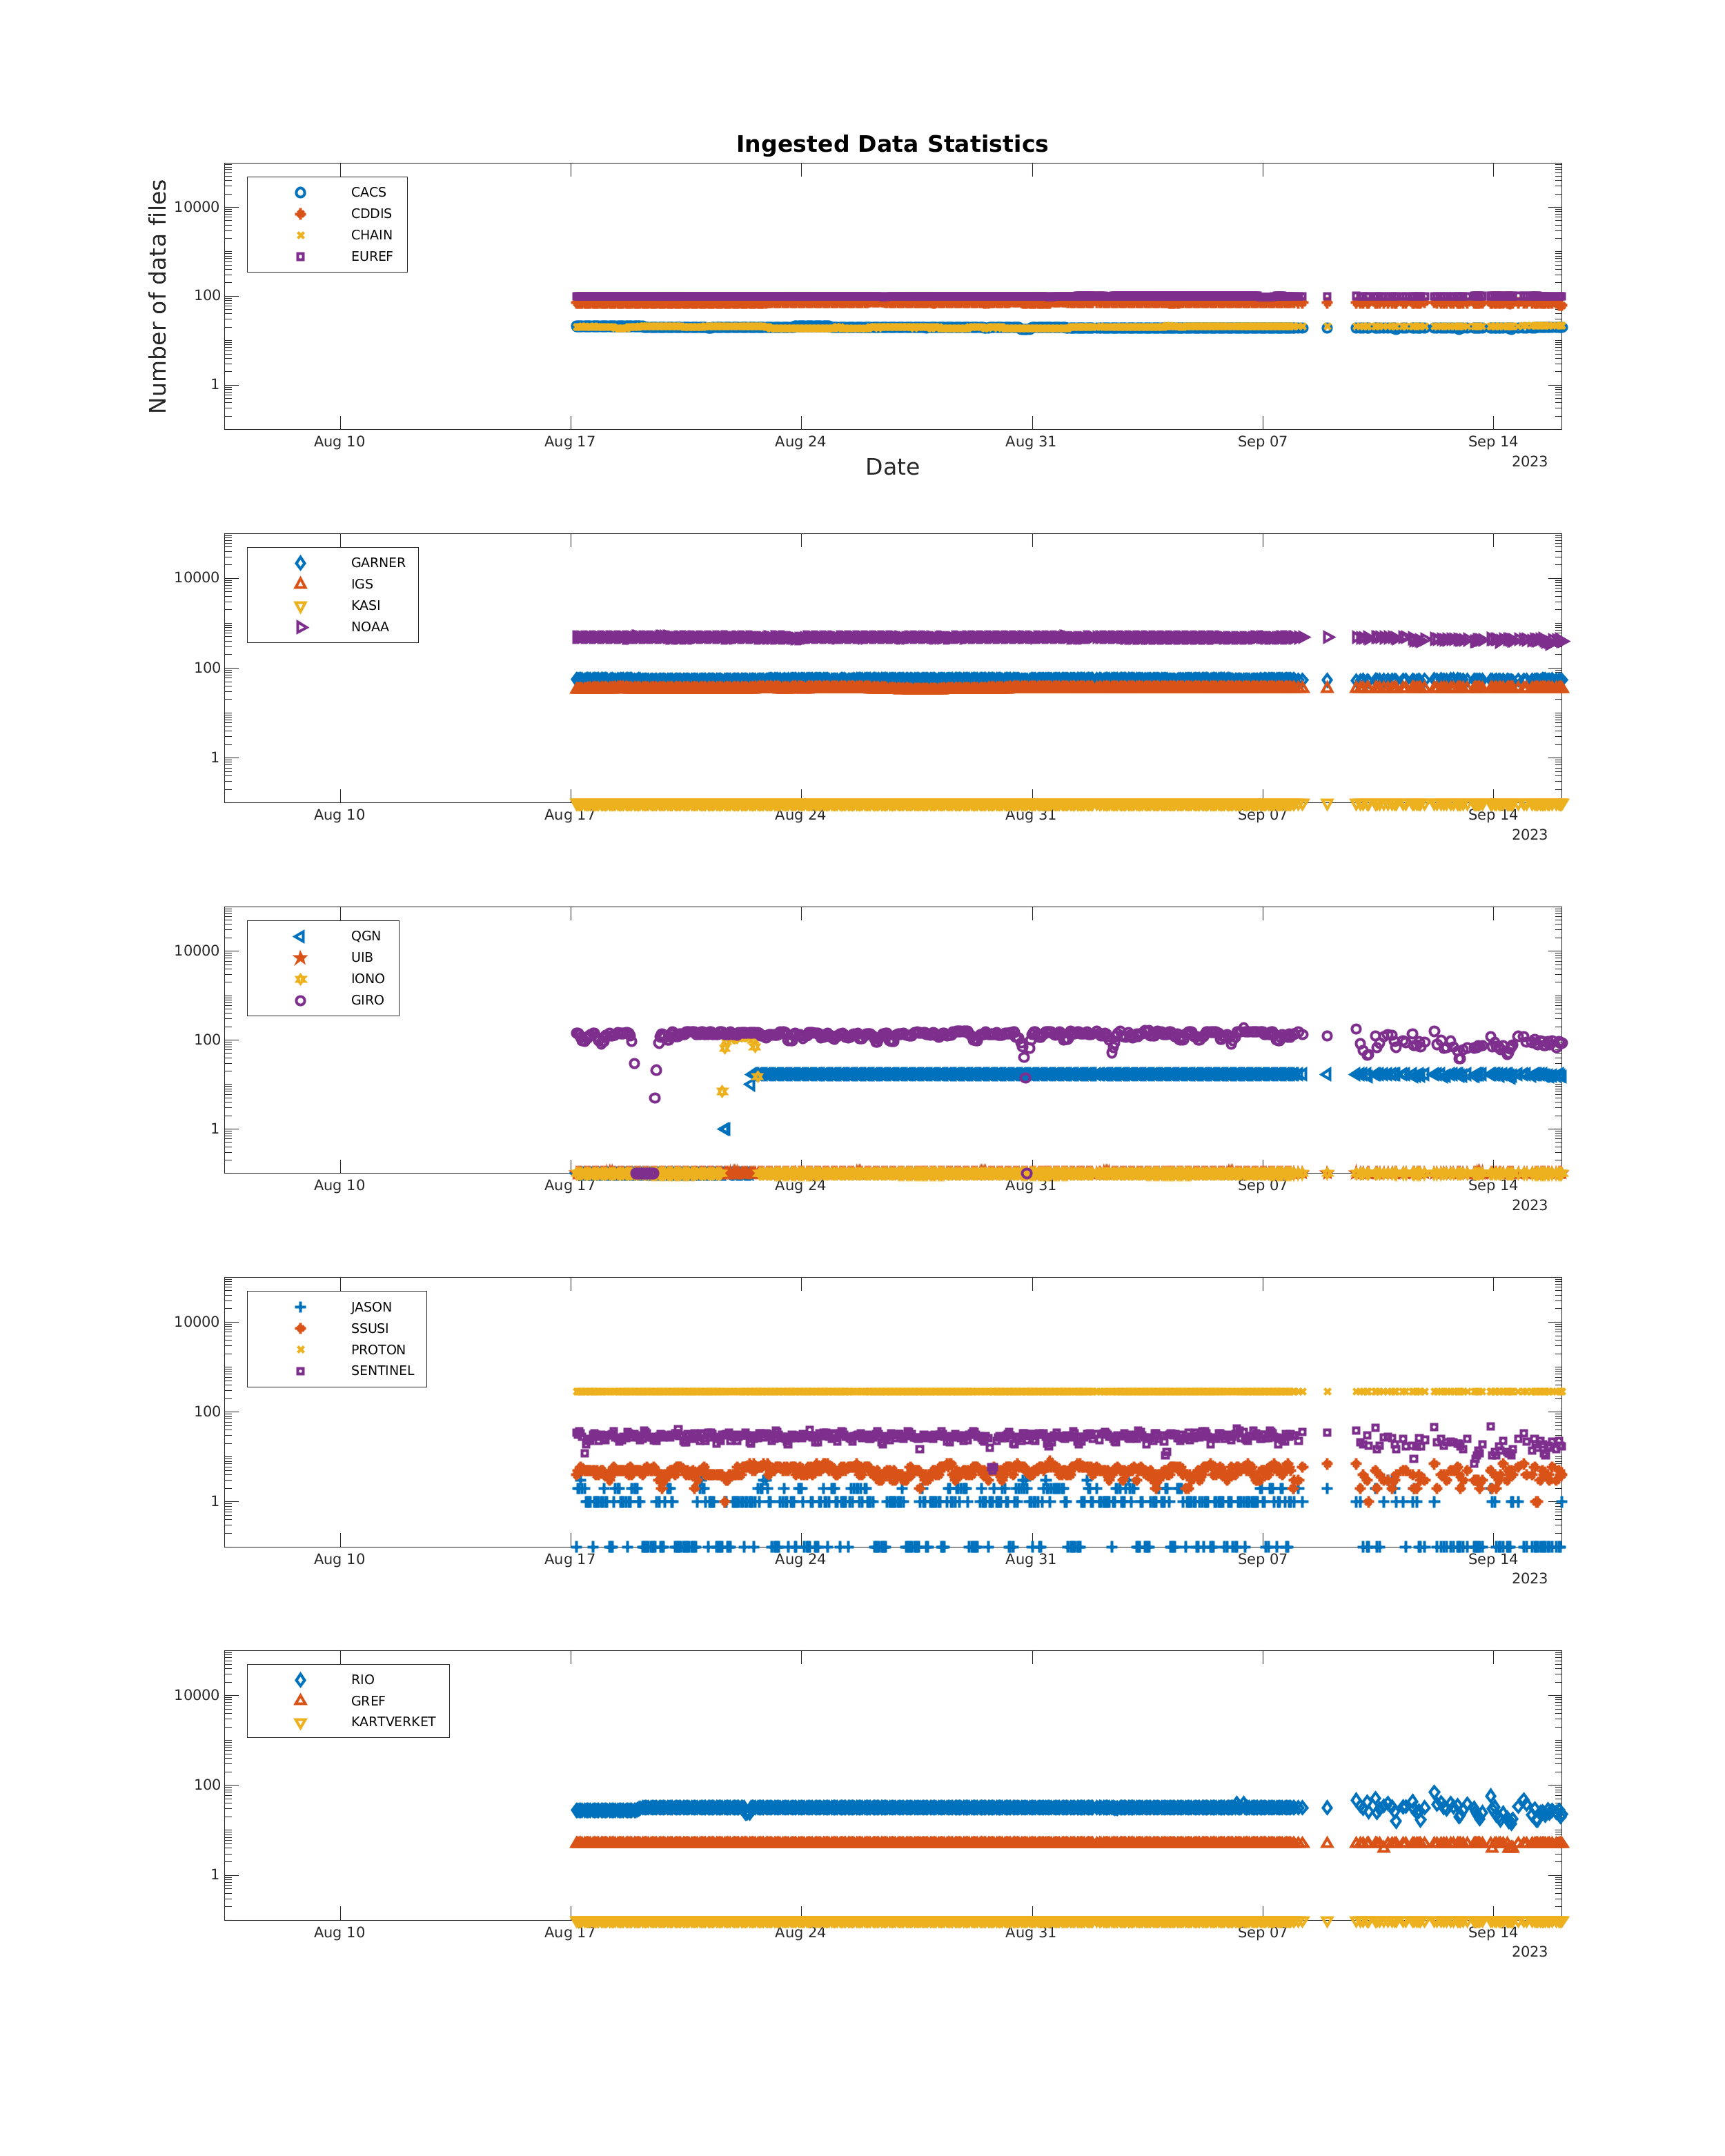 Ingested Data Statistics
Number of data files
10000
100
1
CACS
CDDIS
CHAIN
EUREF
Aug 10 Aug 17 Aug 24 Aug 31 Sep 07 Sep 14
2023
Date
10000
100
1
GARNER
IGS
KASI
NOAA
Aug 10 Aug 17 Aug 24 Aug 31 Sep 07 Sep 14
2023
10000
100
1
QGN
UIB
IONO
GIRO
Aug 10 Aug 17 Aug 24 Aug 31 Sep 07 Sep 14
2023
10000
100
1
JASON
SSUSI
PROTON
SENTINEL
Aug 10 Aug 17 Aug 24 Aug 31 Sep 07 Sep 14
2023
10000
100
1
RIO
GREF
KARTVERKET
Aug 10 Aug 17 Aug 24 Aug 31 Sep 07 Sep 14
2023